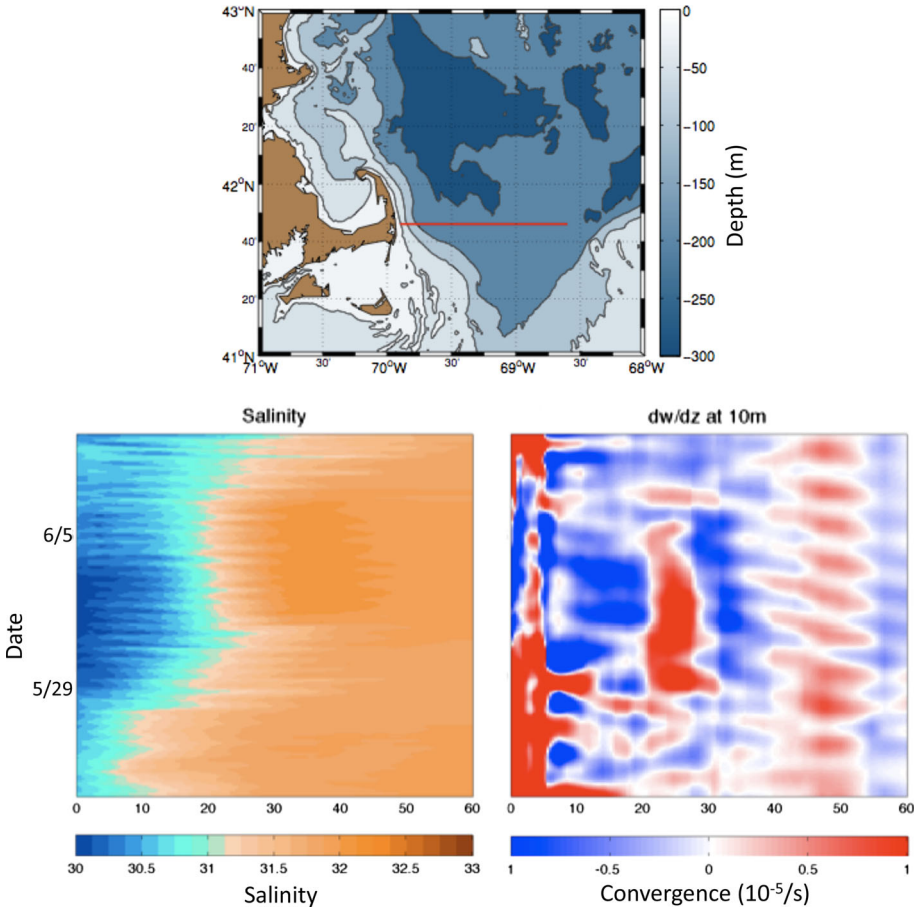 43°N
40'
20'
42°N
40'
20'
41°N
71°W 30' 70°W 30' 69°W 30' 68°W
0
-50
-100
-150
-200
-250
-300
Depth (m)
Salinity
dw/dz at 10m
Date
6/5
5/29
0 10 20 30 40 50 60
0 10 20 30 40 50 60
30 30.5 31 31.5 32 32.5 33
Salinity
1 -0.5 0 0.5 1
Convergence (10⁻⁵/s)